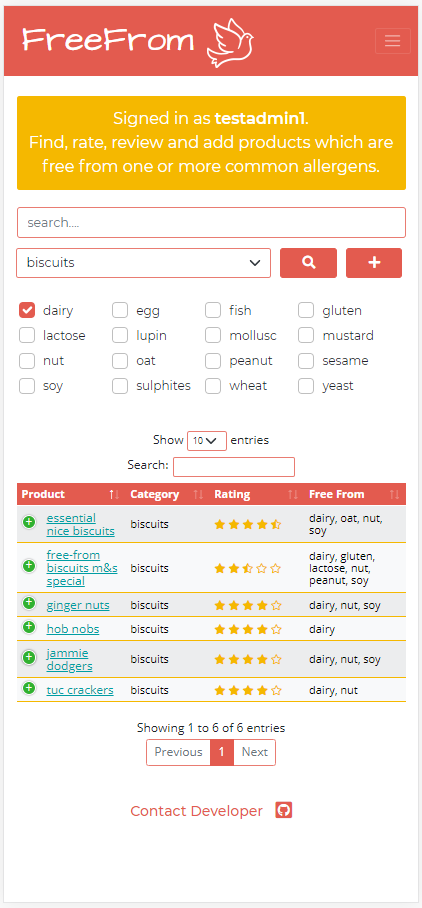 FreeFrom
Signed in as testadmin1.
Find, rate, review and add products which are
free from one or more common allergens.
search....
biscuits
dairy egg fish gluten
lactose lupin mollusc mustard
nut oat peanut sesame
soy sulphites wheat yeast
Show 10 entries
Search:
Product Category Rating Free From
essential
nice biscuits
biscuits
dairy, oat, nut,
soy
free-from
biscuits m&s
special
biscuits
dairy, gluten,
lactose, nut,
peanut, soy
ginger nuts biscuits dairy, nut, soy
hob nobs biscuits dairy
jammie
dodgers
biscuits
dairy, nut, soy
tuc crackers biscuits dairy, nut
Showing 1 to 6 of 6 entries
Previous 1 Next
Contact Developer